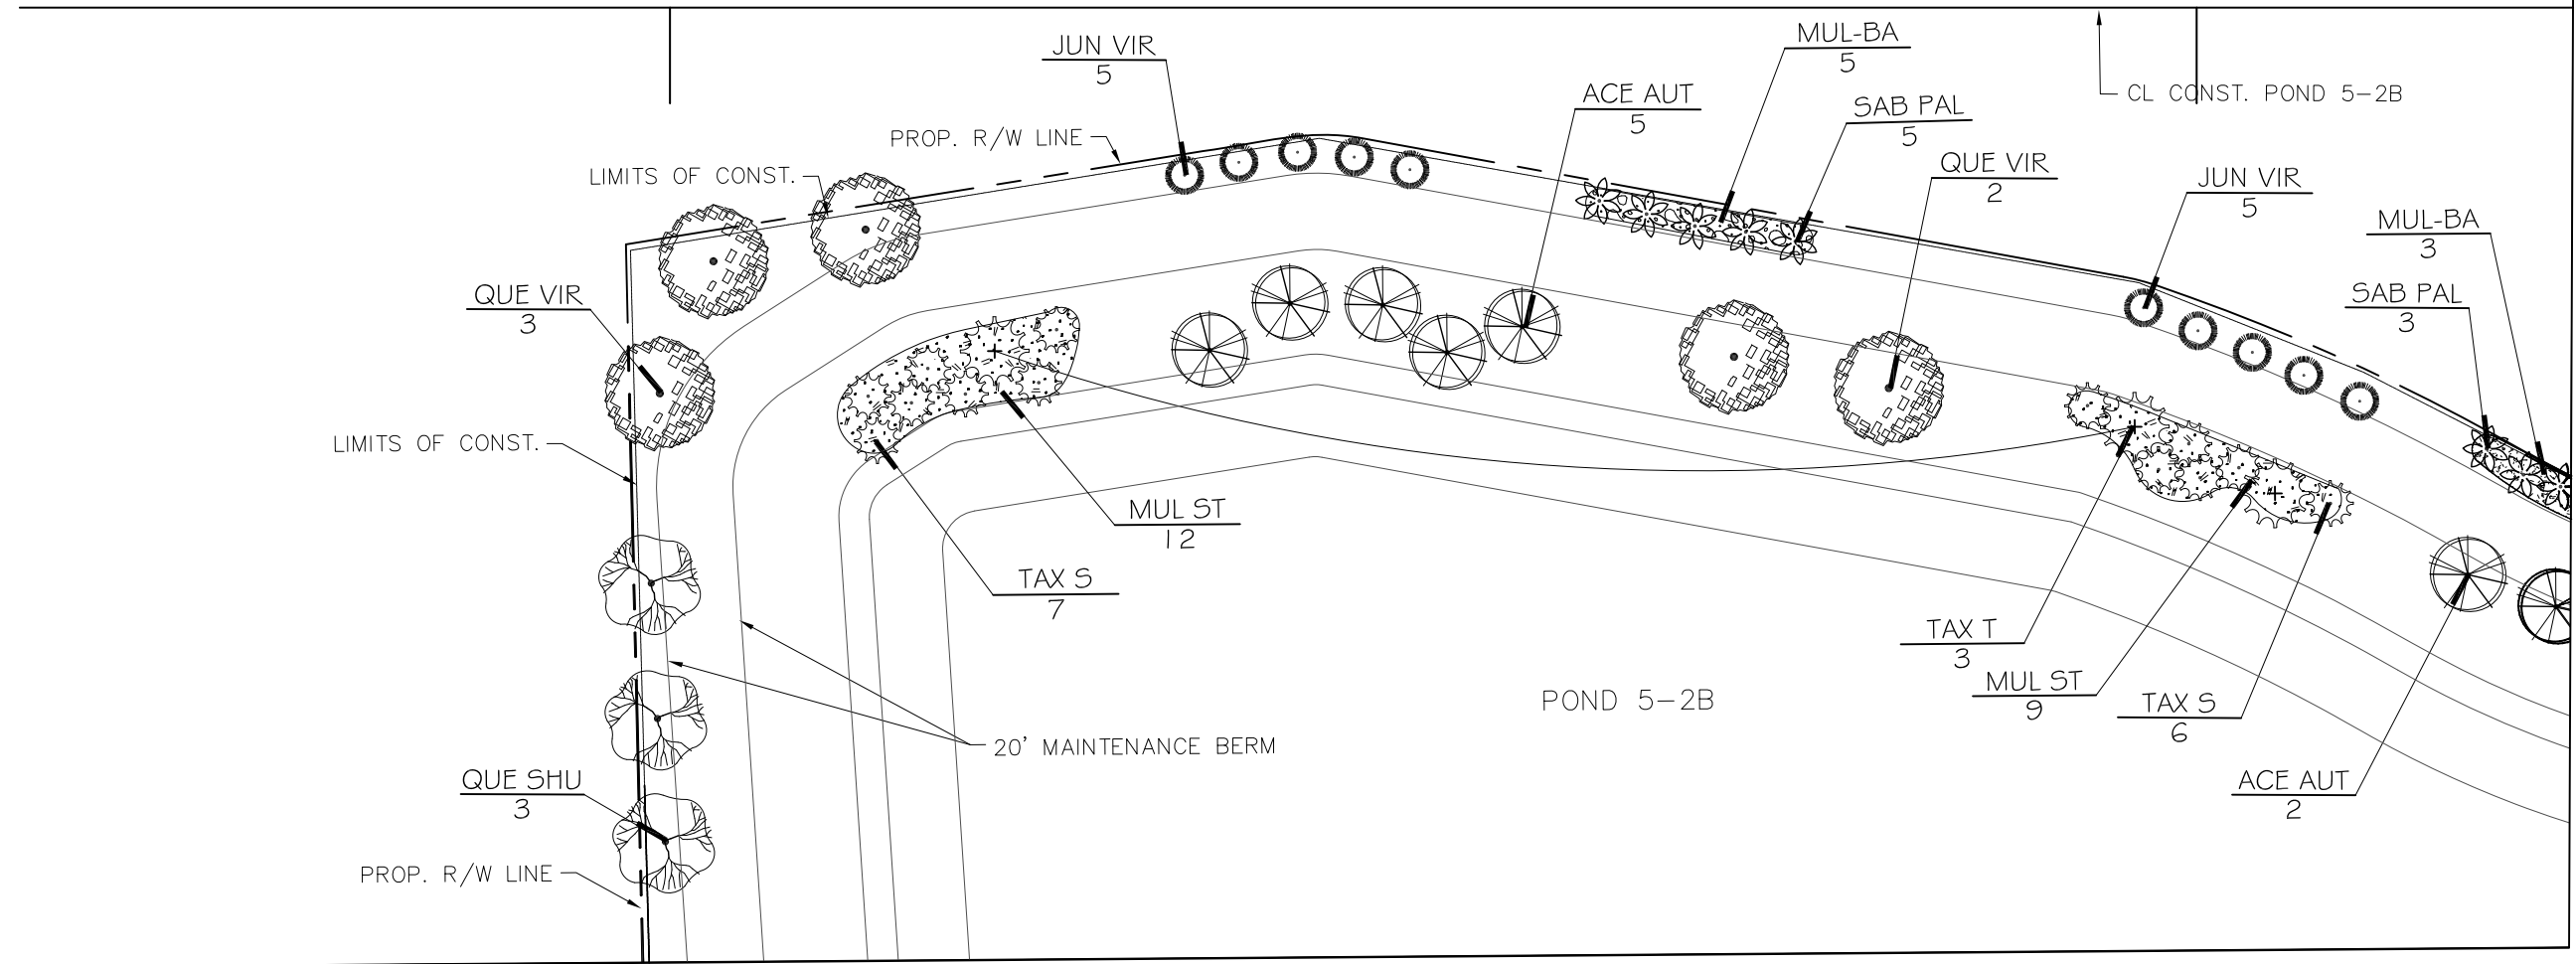 JUN VIR
5
MUL-BA
5
ACE AUT
5
SAB PAL
5
CL CONST. POND 5-2B
PROP. R/W LINE
LIMITS OF CONST.
QUE VIR
2
JUN VIR
5
MUL-BA
3
SAB PAL
3
QUE VIR
3
LIMITS OF CONST.
MUL ST
12
TAX S
7
TAX T
3
MUL ST
9
TAX S
6
POND 5-2B
20' MAINTENANCE BERM
QUE SHU
3
ACE AUT
2
PROP. R/W LINE